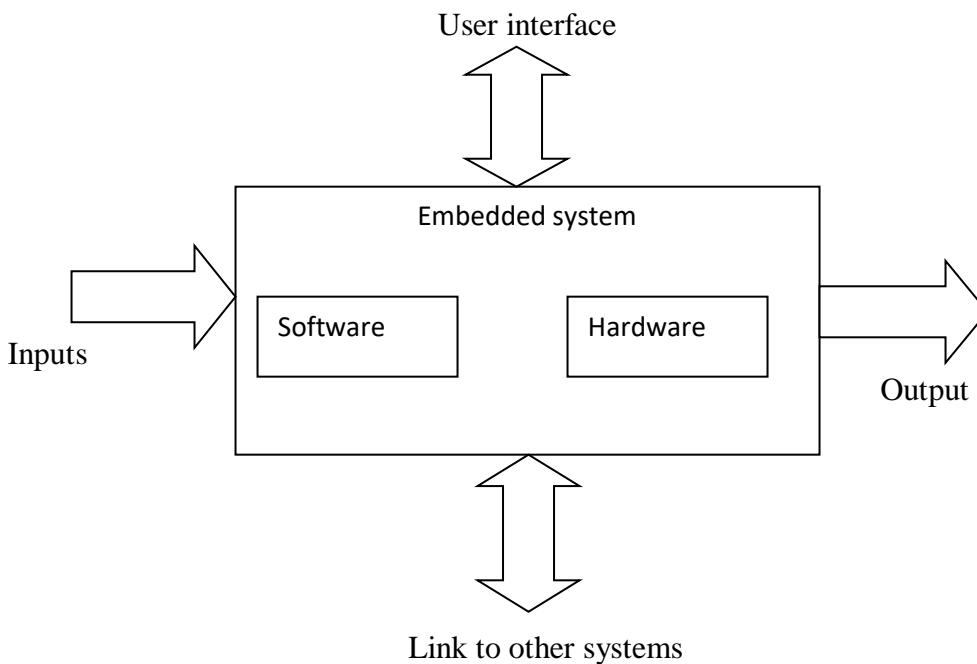 User interface
Embedded system
Software
Hardware
Inputs
Output
Link to other systems